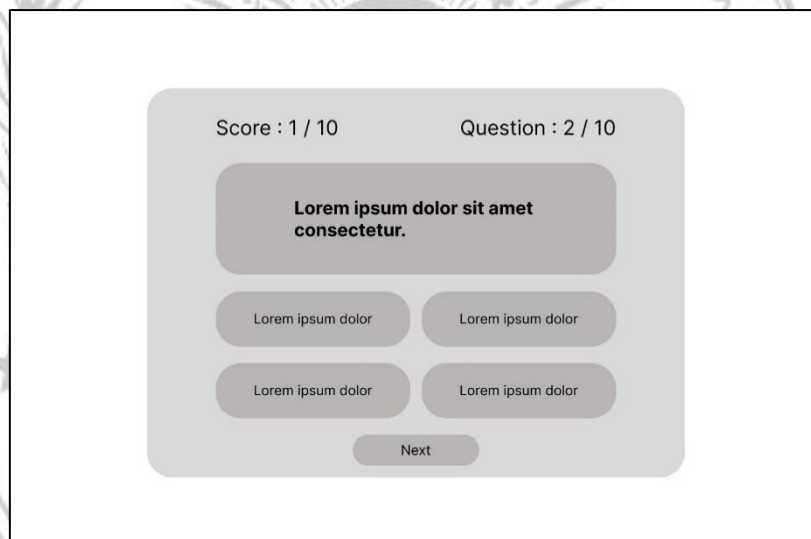 Score : 1 / 10
Question : 2 / 10
Lorem ipsum dolor sit amet
consectetur.
Lorem ipsum dolor
Lorem ipsum dolor
Lorem ipsum dolor
Lorem ipsum dolor
Next